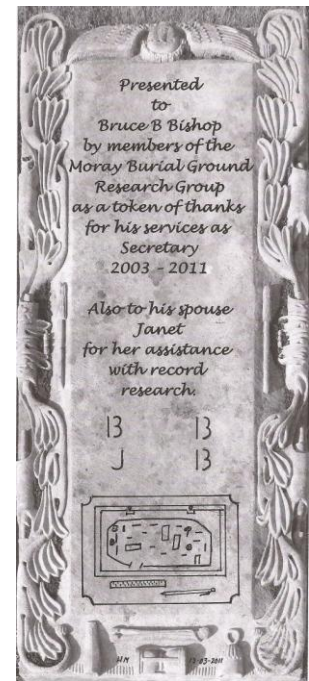 Presented
to
Bruce B Bishop
by members of the
Moray Burial Ground
Research Group
as a token of thanks
for his services as
Secretary
2003 - 2011
Also to his spouse
Janet
for her assistance
with record
research.
B B
J B
HM 12-03-2011